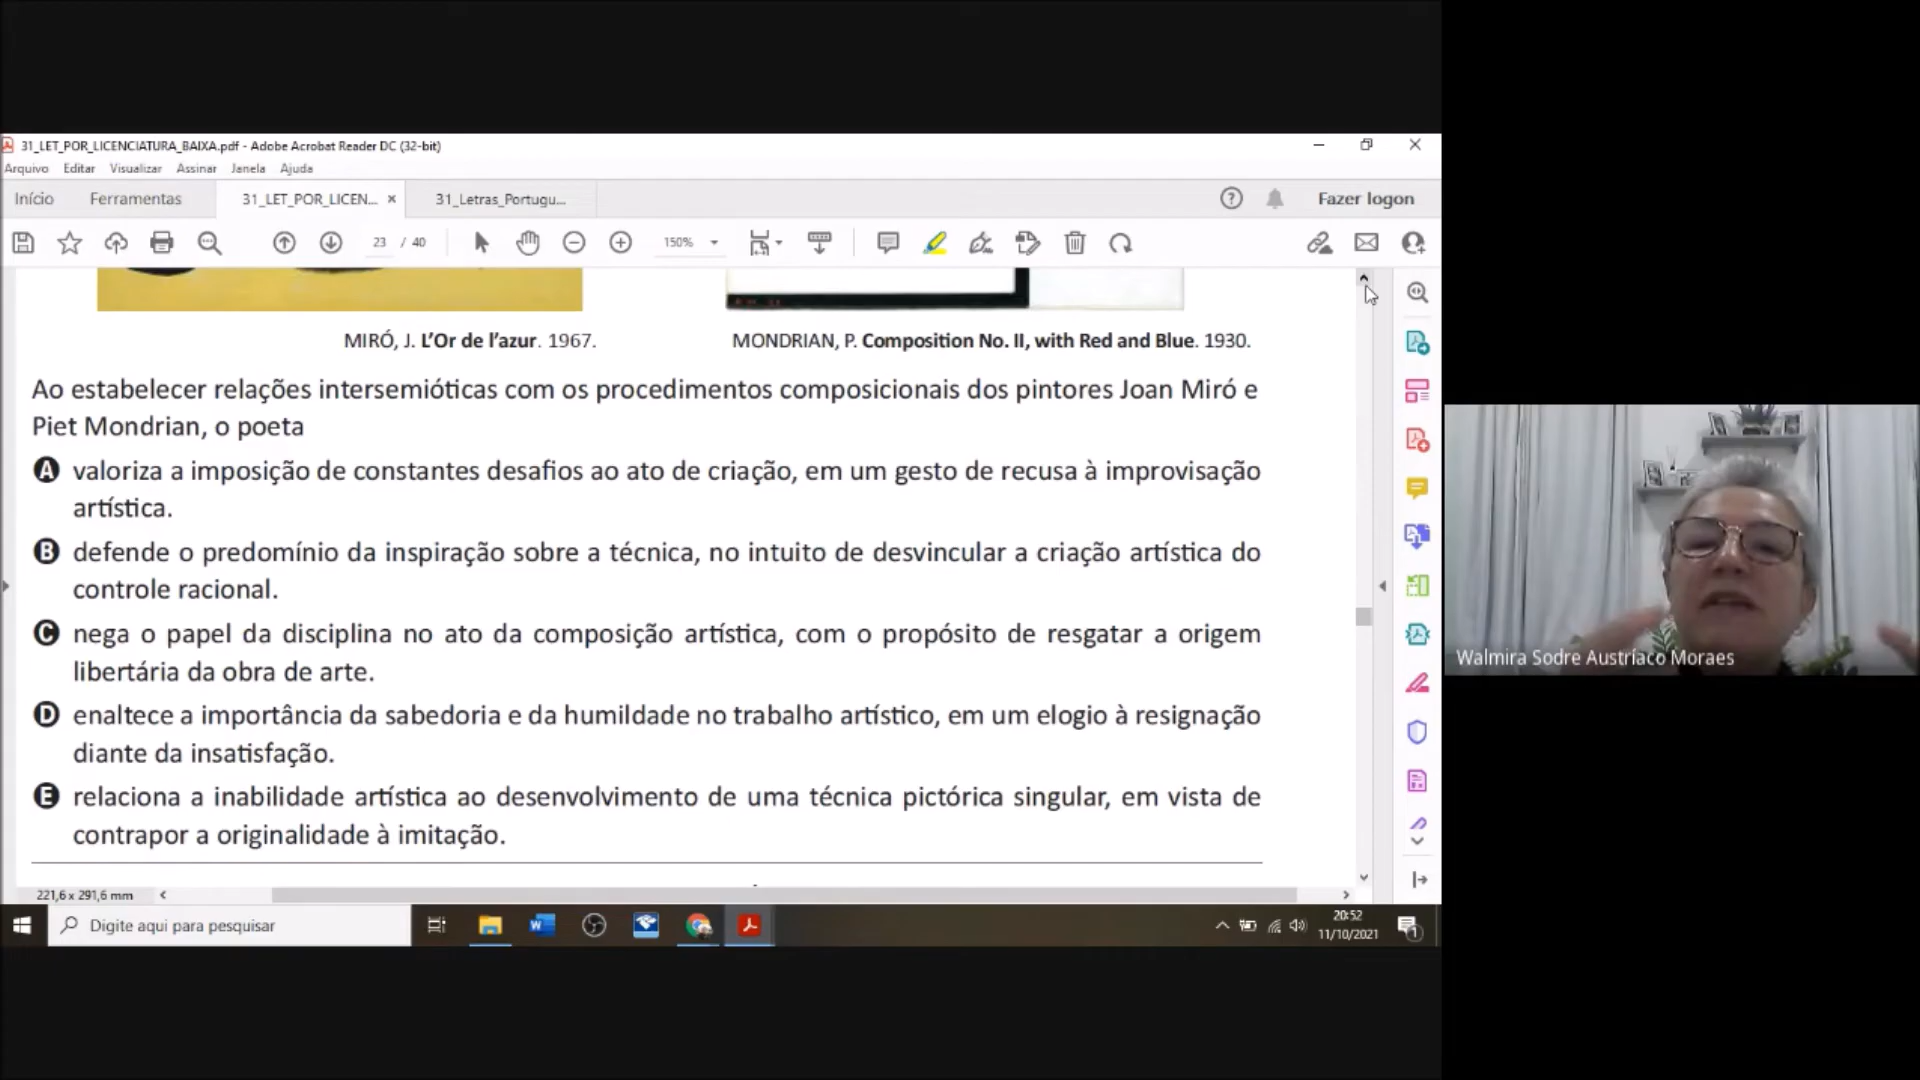 31_LET_POR_LICENCIATURA_BAIXA.pdf - Adobe Acrobat Reader DC (32-bit)
Arquivo Editar Visualizar Assinar Janela Ajuda
Início Ferramentas 31_LET_POR_LICEN... × 31_Letras_Portugu... Fazer logon
23 / 40 150%
MIRÓ, J. L’Or de l’azur. 1967. MONDRIAN, P. Composition No. II, with Red and Blue. 1930.
Ao estabelecer relações intersemióticas com os procedimentos composicionais dos pintores Joan Miró e
Piet Mondrian, o poeta
A valoriza a imposição de constantes desafios ao ato de criação, em um gesto de recusa à improvisação
artística.
B defende o predomínio da inspiração sobre a técnica, no intuito de desvincular a criação artística do
controle racional.
C nega o papel da disciplina no ato da composição artística, com o propósito de resgatar a origem
libertária da obra de arte.
D enaltece a importância da sabedoria e da humildade no trabalho artístico, em um elogio à resignação
diante da insatisfação.
E relaciona a inabilidade artística ao desenvolvimento de uma técnica pictórica singular, em vista de
contrapor a originalidade à imitação.
221,6 x 291,6 mm
Digite aqui para pesquisar
20:52
11/10/2021
1
Walmira Sodre Austríaco Moraes